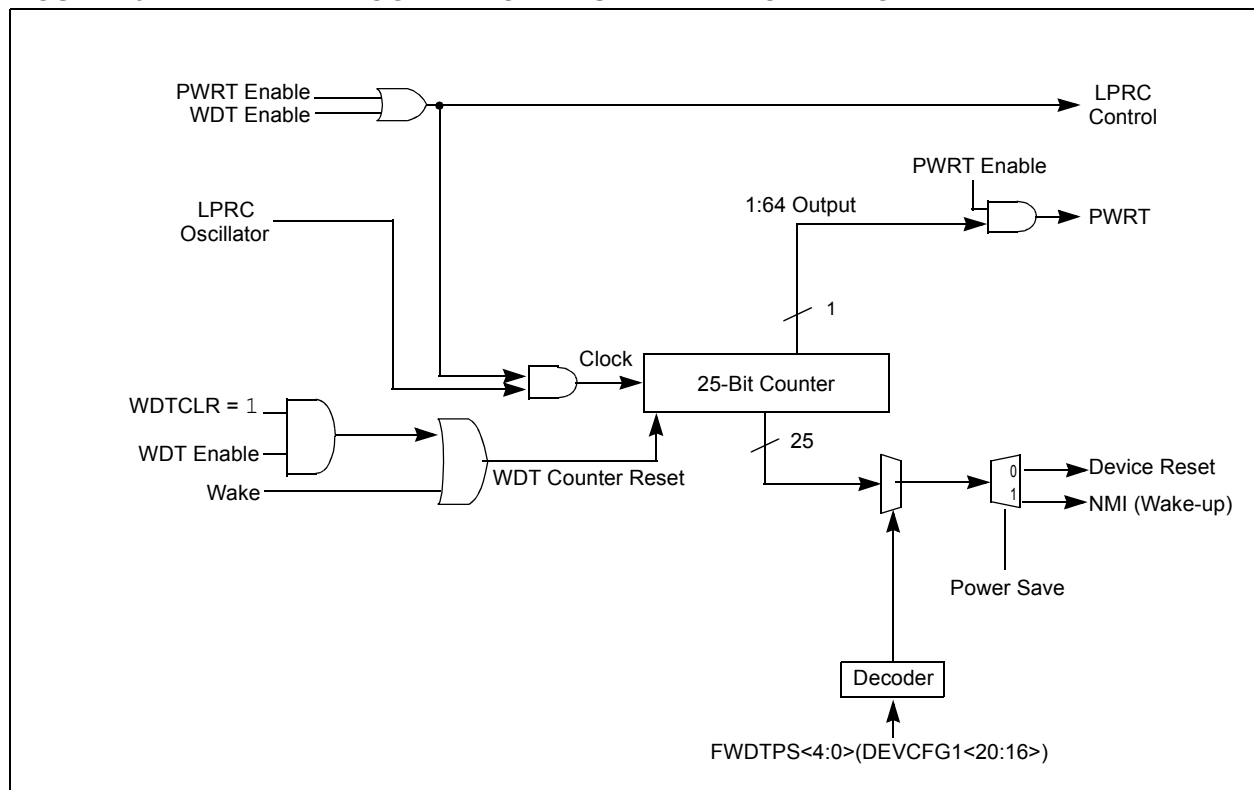 PWRT Enable
WDT Enable
LPRC
Control
PWRT Enable
LPRC
Oscillator
1:64 Output
PWRT
1
Clock
25-Bit Counter
WDTCLR = 1
WDT Enable
25
Wake
WDT Counter Reset
0
1
Device Reset
NMI (Wake-up)
Power Save
Decoder
FWDTPS<4:0>(DEVCFG1<20:16>)